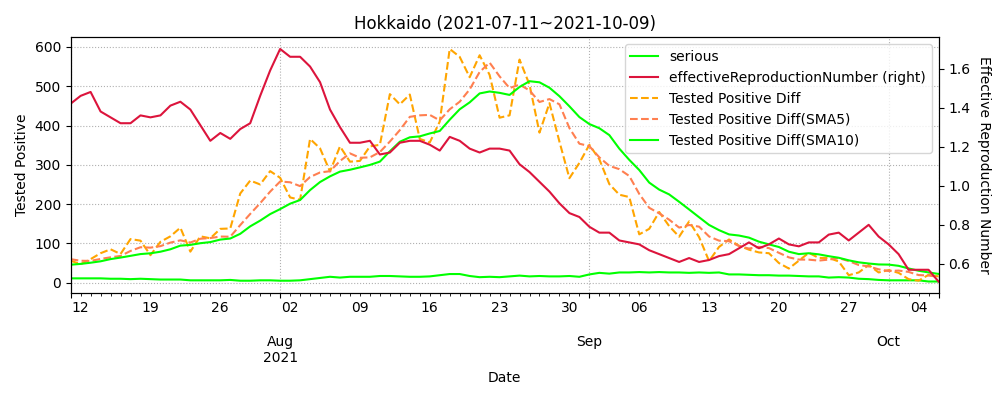 Hokkaido (2021-07-11~2021-10-09)
serious
effectiveReproductionNumber (right)
Tested Positive Diff
Tested Positive Diff(SMA5)
Tested Positive Diff(SMA10)
Tested Positive
600
500
400
300
200
100
0
1.6
1.4
1.2
1.0
0.8
0.6
Effective Reproduction Number
12 19 26 02 09 16 23 30 06 13 20 27 04
Aug Sep Oct
2021
Date